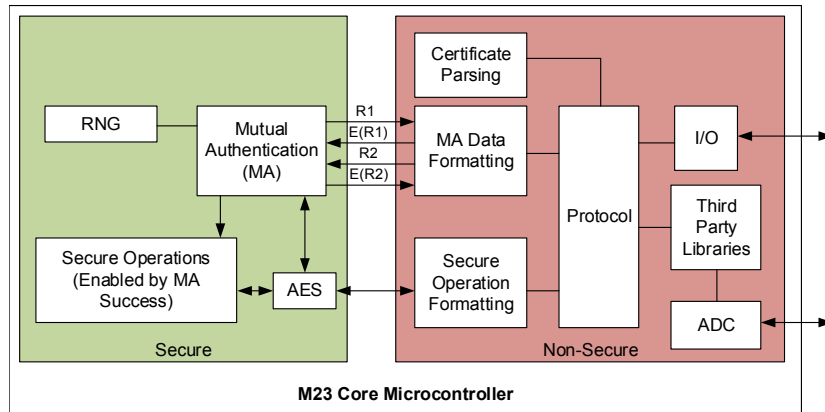 RNG
Mutual
Authentication
(MA)
R1
E(R1)
R2
E(R2)
Secure Operations
(Enabled by MA
Success)
AES
Secure
Certificate
Parsing
MA Data
Formatting
Secure
Operation
Formatting
Protocol
I/O
Third
Party
Libraries
ADC
Non-Secure
M23 Core Microcontroller